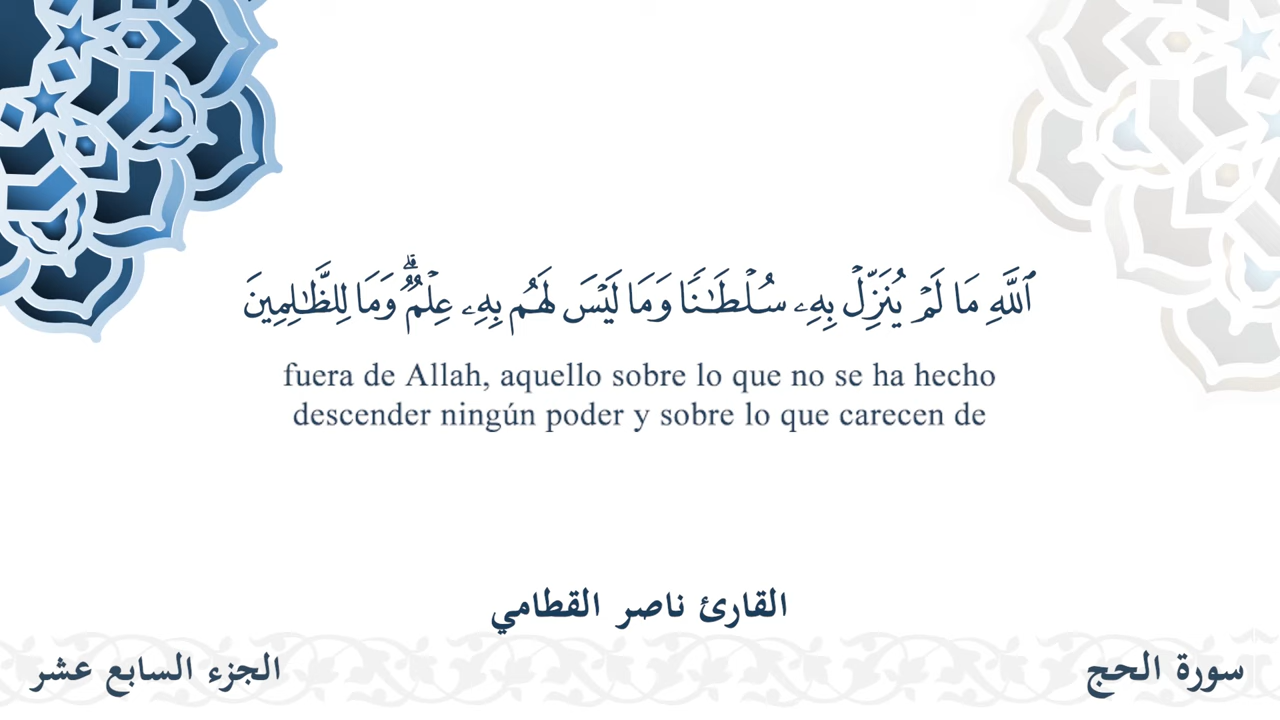 ٱللَّهِ مَا لَمۡ يُنَزِّلۡ بِهِۦ سُلۡطَٰنٗا وَمَا لَيۡسَ لَهُم بِهِۦ عِلۡمٞۗ وَمَا لِلظَّٰلِمِينَ
fuera de Allah, aquello sobre lo que no se ha hecho
descender ningún poder y sobre lo que carecen de
القارئ ناصر القطامي
سورة الحج
الجزء السابع عشر